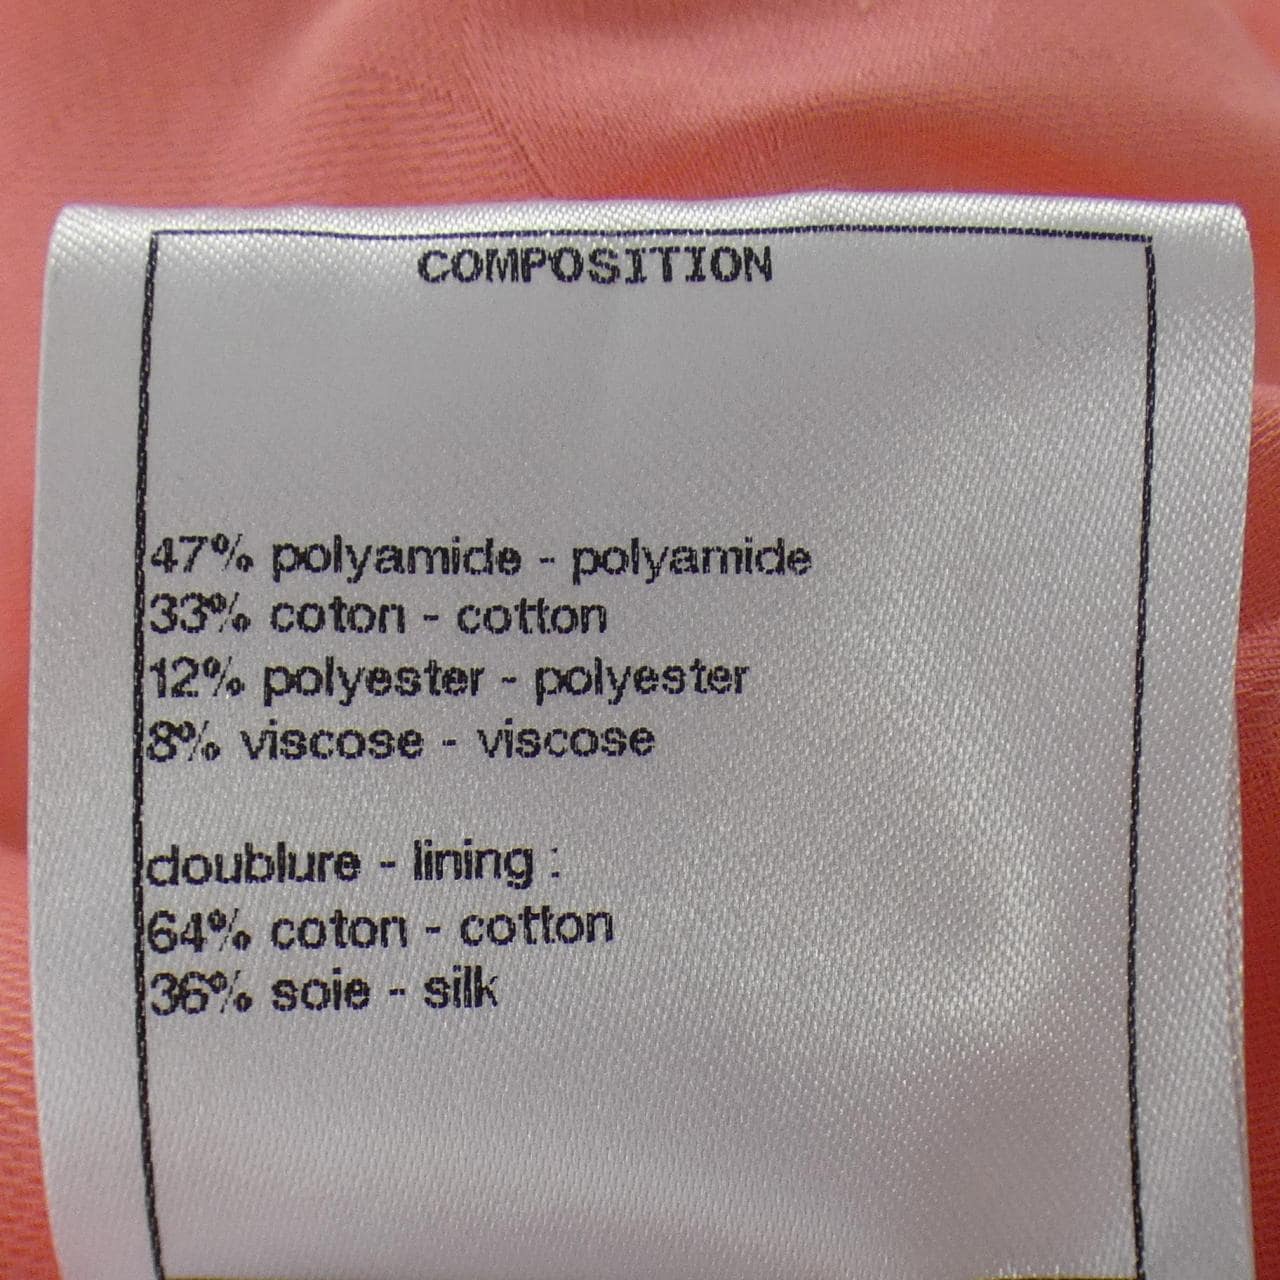 COMPOSITION
47% polyamide - polyamide
33% coton - cotton
12% polyester - polyester
8% viscose - viscose
doublure - lining :
64% coton - cotton
36% soie - silk